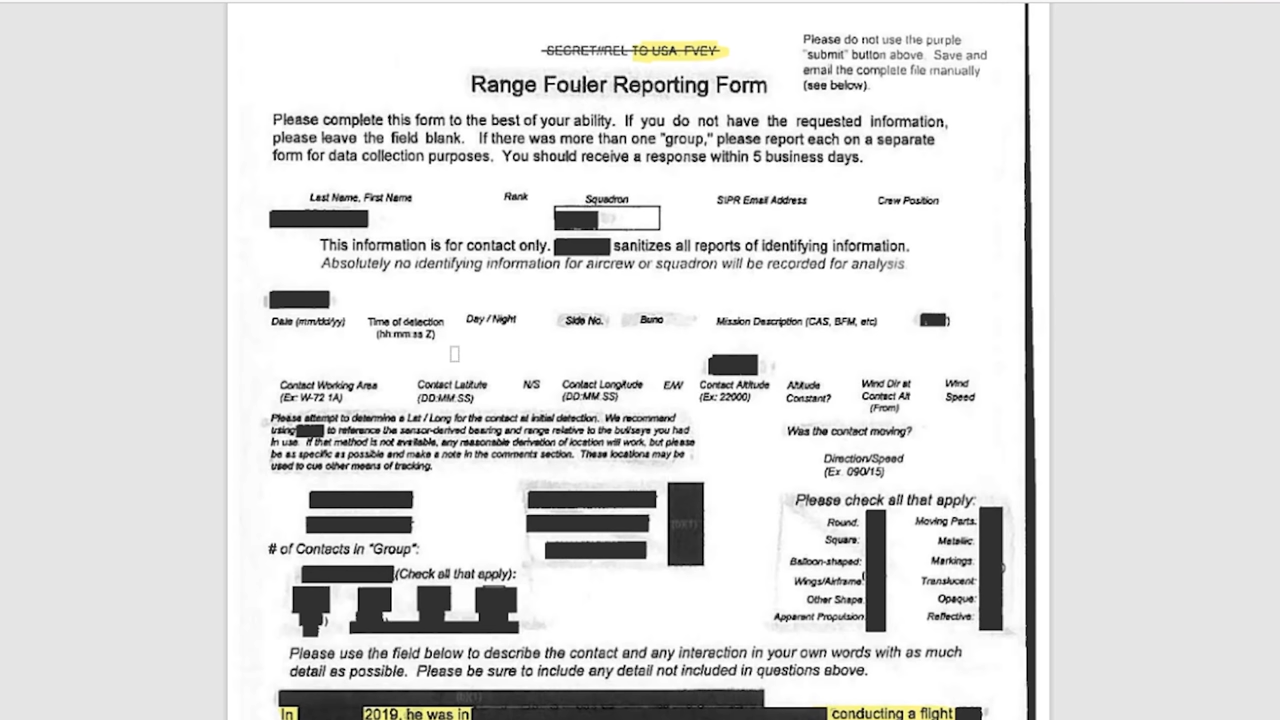 SECRET//REL TO USA, FVEY
Please do not use the purple
"submit" button above. Save and
email the complete file manually
(see below).
Range Fouler Reporting Form
Please complete this form to the best of your ability. If you do not have the requested information,
please leave the field blank. If there was more than one "group," please report each on a separate
form for data collection purposes. You should receive a response within 5 business days.
Last Name, First Name Rank Squadron SIPR Email Address Crew Position
This information is for contact only. sanitizes all reports of identifying information.
Absolutely no identifying information for aircrew or squadron will be recorded for analysis.
Date (mm/dd/yy) Time of detection Day / Night Side No. Buno Mission Description (CAS, BFM, etc) )
(hh:mm:ss Z)
Contact Working Area Contact Latitute N/S Contact Longitude E/W Contact Altitude Altitude Wind Dir at Wind
(Ex: W-72 1A) (DD:MM.SS) (DD:MM.SS) (Ex: 22000) Constant? Contact Alt Speed
(From)
Please attempt to determine a Lat / Long for the contact at initial detection. We recommend
using to reference the sensor-derived bearing and range relative to the bullseye you had
in use. If that method is not available, any reasonable derivation of location will work, but please
be as specific as possible and make a note in the comments section. These locations may be
used to cue other means of tracking.
Was the contact moving?
Direction/Speed
(Ex. 090/15)
Please check all that apply:
Round: Moving Parts:
Square: Metallic:
Balloon-shaped: Markings:
Wings/Airframe: Translucent:
Other Shape: Opaque:
Apparent Propulsion: Reflective:
(b)(1)
# of Contacts in "Group":
(Check all that apply):
Please use the field below to describe the contact and any interaction in your own words with as much
detail as possible. Please be sure to include any detail not included in questions above.
(b)(1)
In 2019, he was in conducting a flight